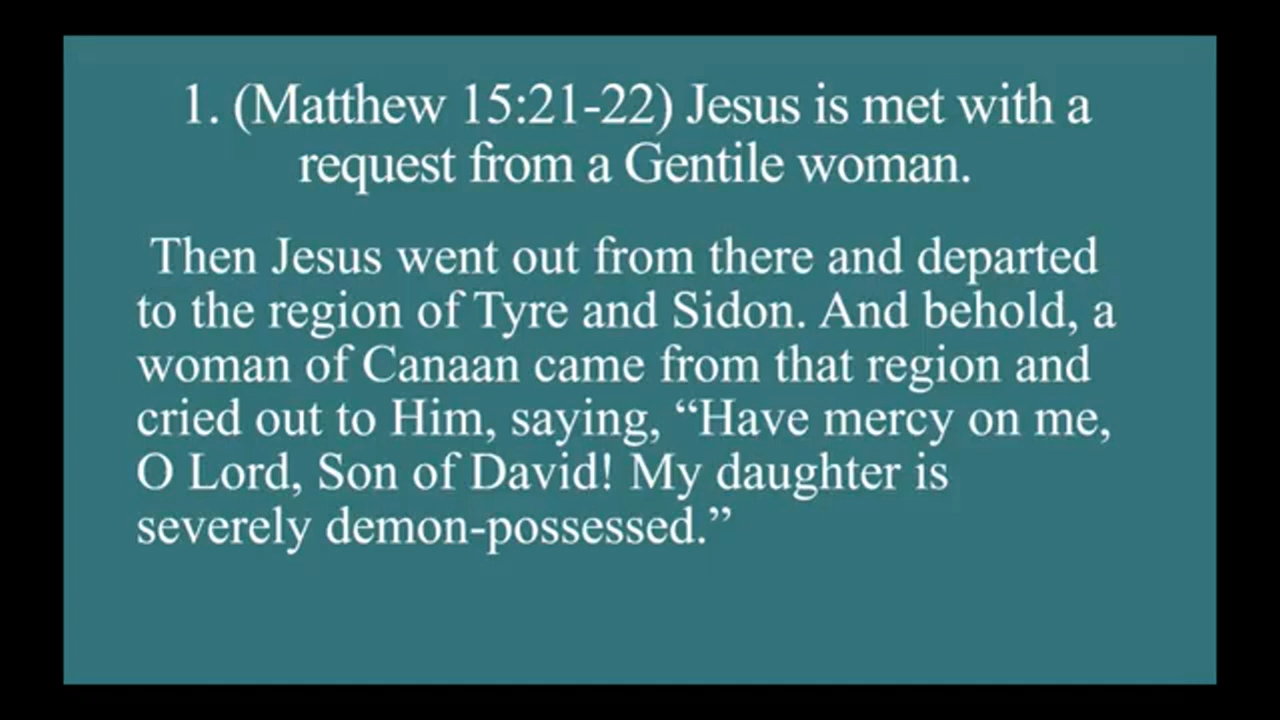 1. (Matthew 15:21-22) Jesus is met with a
request from a Gentile woman.
Then Jesus went out from there and departed
to the region of Tyre and Sidon. And behold, a
woman of Canaan came from that region and
cried out to Him, saying, “Have mercy on me,
O Lord, Son of David! My daughter is
severely demon-possessed.”